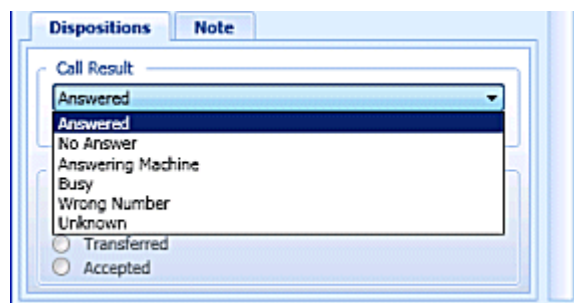 Dispositions Note
Call Result
Answered
Answered
No Answer
Answering Machine
Busy
Wrong Number
Unknown
Transferred
Accepted